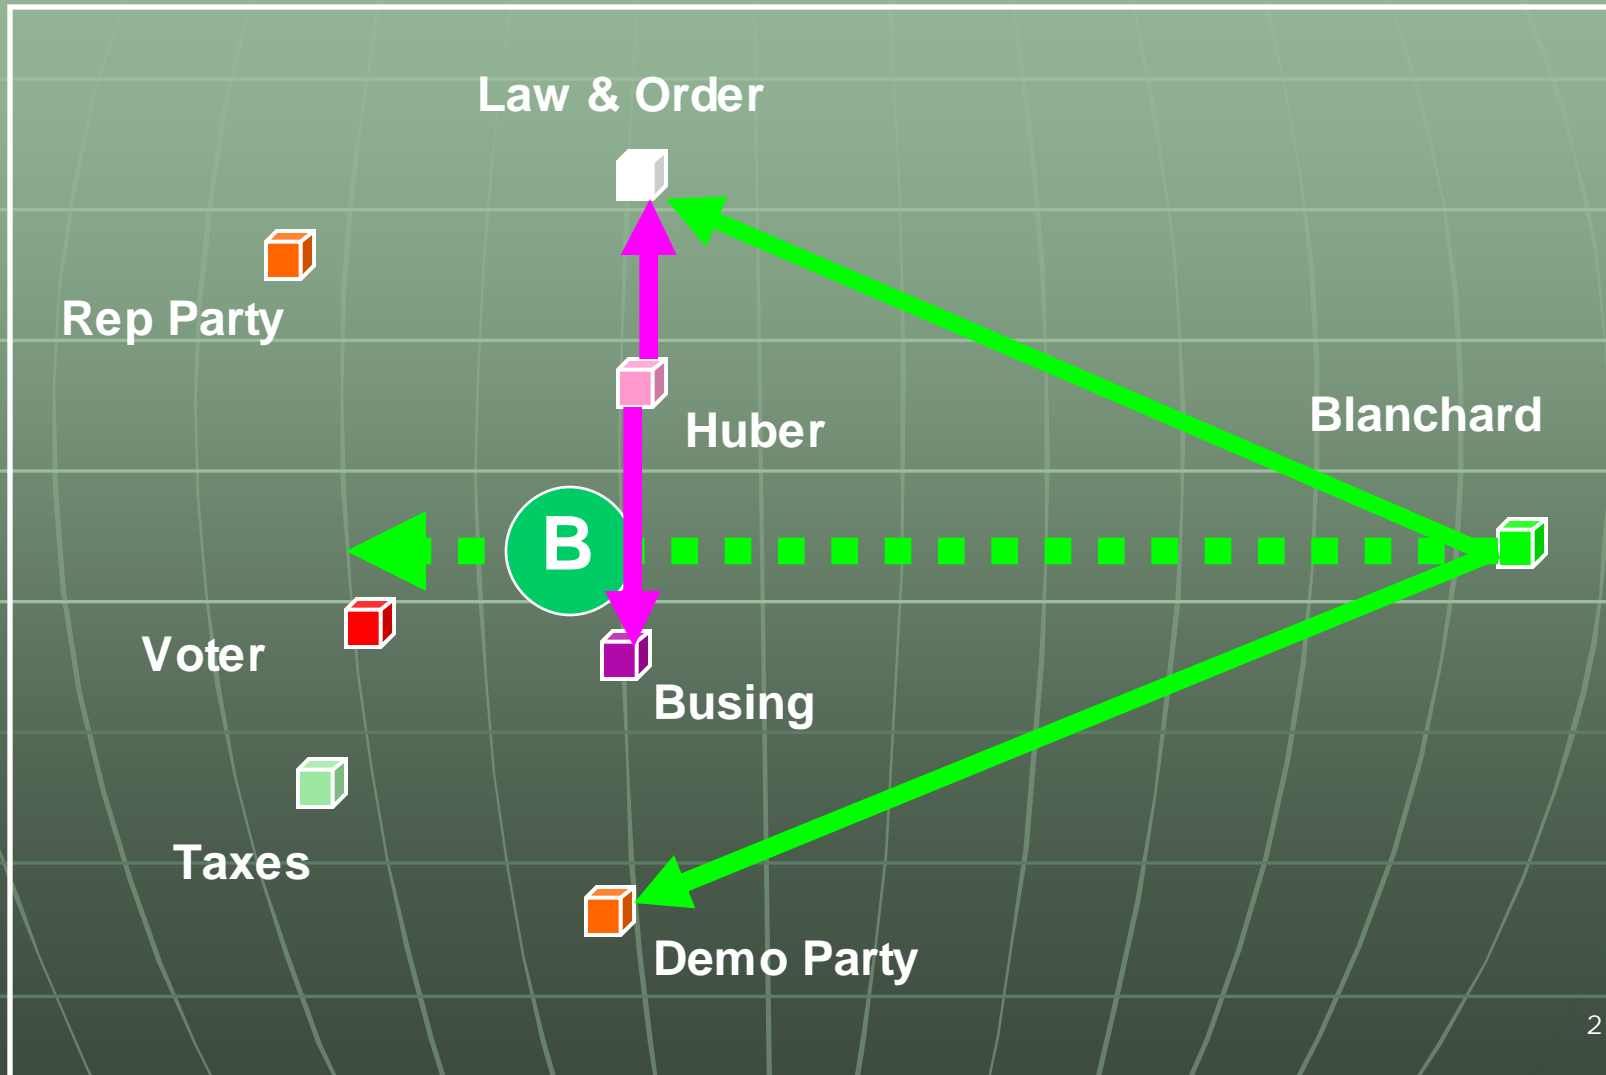 Law & Order
Rep Party
Huber
Blanchard
B
Voter
Busing
Taxes
Demo Party
2